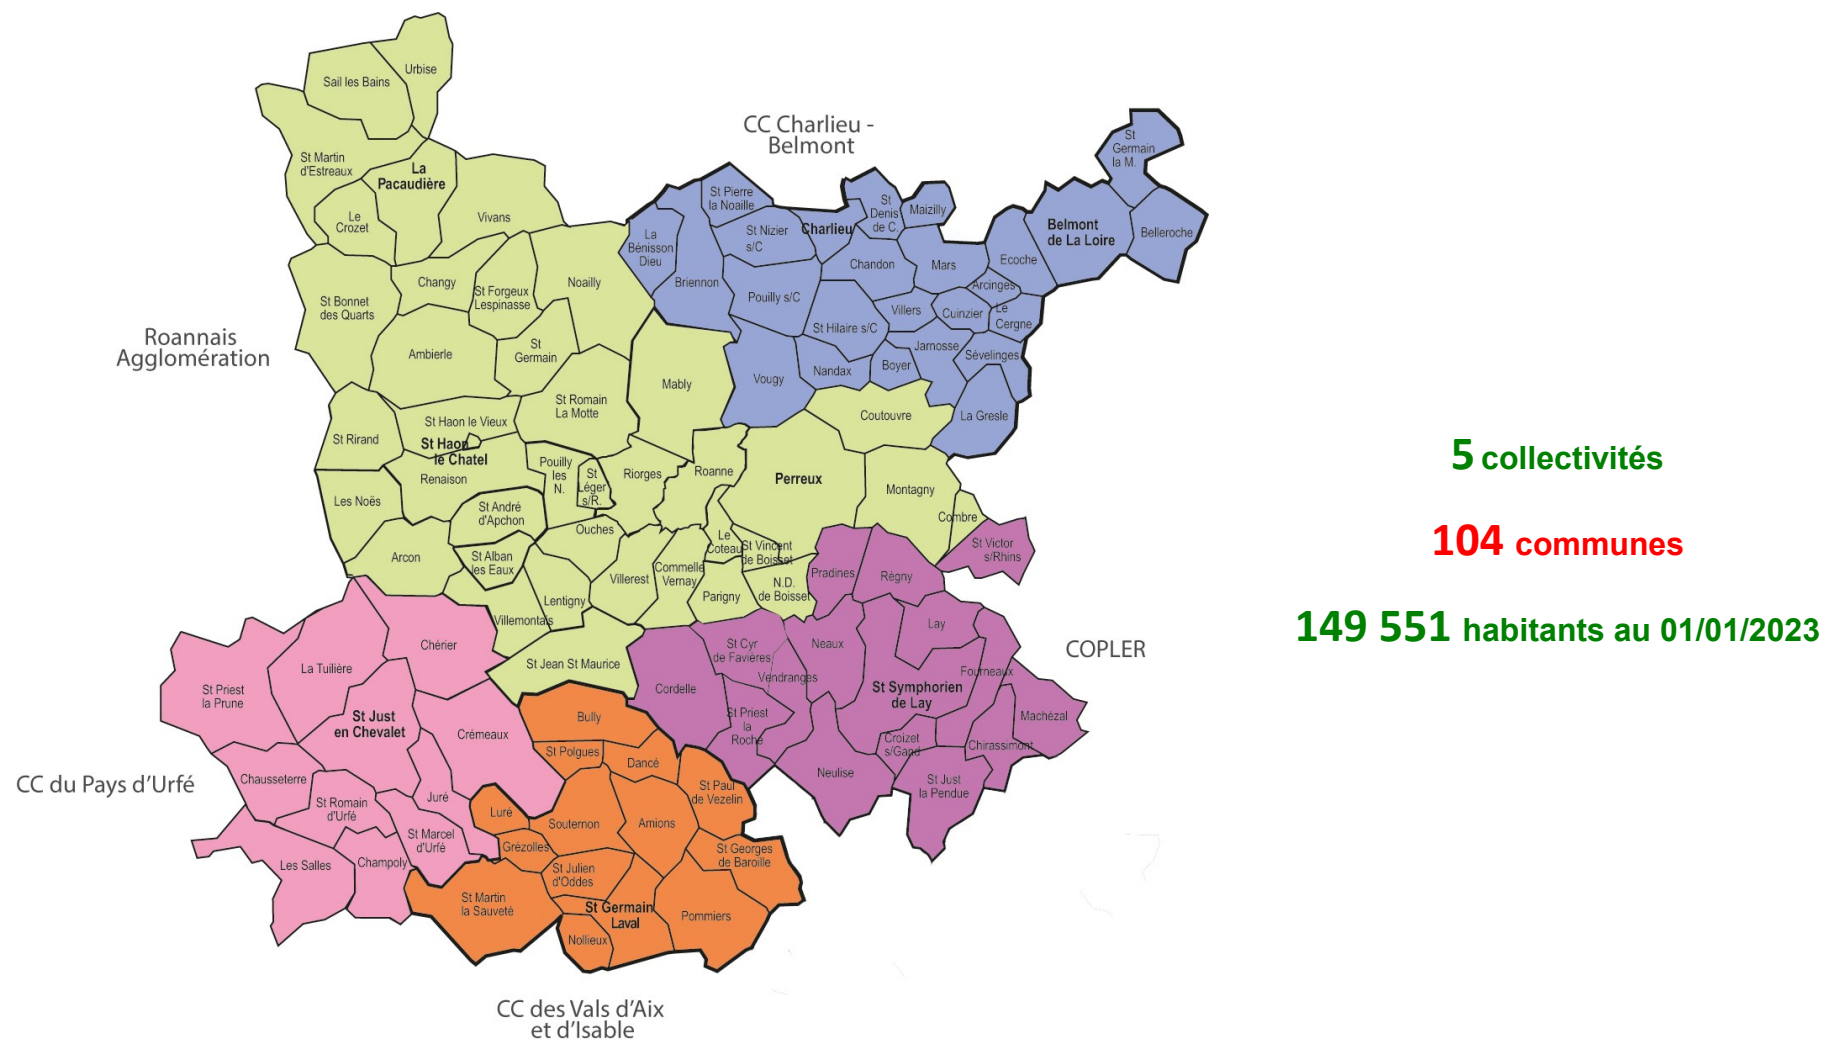 Urbise
Sail les Bains
St Martin
d'Estreaux
La
Pacaudière
Le
Crozet
Vivans
CC Charlieu -
Belmont
St
Germain
la M.
St Pierre
la Noaille
St
Denis
de C.
Maizilly
La
Bénisson
Dieu
St Nizier
s/C
Charlieu
Belmont
de La Loire
Belleroche
Chandon
Mars
Ecoche
Arcinges
Changy
St Forgeux
Lespinasse
Noailly
Briennon
Pouilly s/C
Villers
Cuinzier
Le
Cergne
St Bonnet
des Quarts
St Hilaire s/C
Roannais
Agglomération
Ambierle
St
Germain
Jarnosse
Sévelinges
Mably
Vougy
Nandax
Boyer
St Romain
La Motte
Coutouvre
La Gresle
St Haon le Vieux
St Rirand
St Haon
le Chatel
Renaison
Pouilly
les
N.
St
Léger
s/R.
Riorges
Roanne
Perreux
Montagny
Les Noës
St André
d'Apchon
Combre
Ouches
Le
Coteau
St Vincent
de Boisset
St Victor
s/Rhins
Arcon
St Alban
les Eaux
Villerest
Commelle
Vernay
Parigny
N.D.
de Boisset
Pradines
Régny
Lentigny
Villemontais
Lay
Chérier
St Jean St Maurice
St Cyr
de Favières
Neaux
COPLER
La Tuilière
Vendranges
Fourneaux
St Priest
la Prune
Cordelle
St Symphorien
de Lay
St Just
en Chevalet
Bully
St Priest
la
Roche
Machézal
Crémeaux
Croizet
s/Gand
Chirassimont
St Polgues
Dancé
CC du Pays d'Urfé
Chausseterre
Neulise
St Just
la Pendue
St Romain
d'Urfé
Juré
St Paul
de Vezelin
Luré
Souternon
Amions
St Marcel
d'Urfé
Grézolles
St Georges
de Baroille
Les Salles
Champoly
St Julien
d'Oddes
St Martin
la Sauveté
St Germain
Laval
Pommiers
Nollieux
CC des Vals d'Aix
et d'Isable
5 collectivités
104 communes
149 551 habitants au 01/01/2023